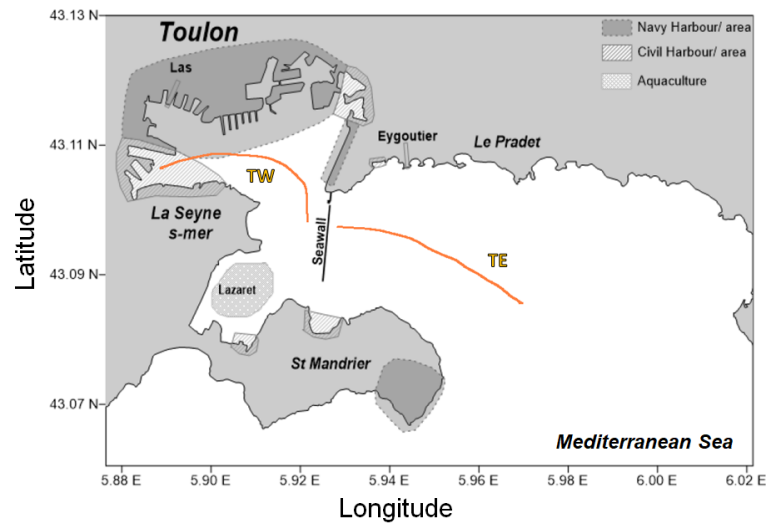 43.13 N
Toulon
Navy Harbour/ area
Civil Harbour/ area
Aquaculture
Las
43.11 N
Eygoutier
Le Pradet
TW
La Seyne
s-mer
Seawall
TE
Latitude
43.09 N
Lazaret
St Mandrier
43.07 N
Mediterranean Sea
5.88 E 5.90 E 5.92 E 5.94 E 5.96 E 5.98 E 6.00 E 6.02 E
Longitude